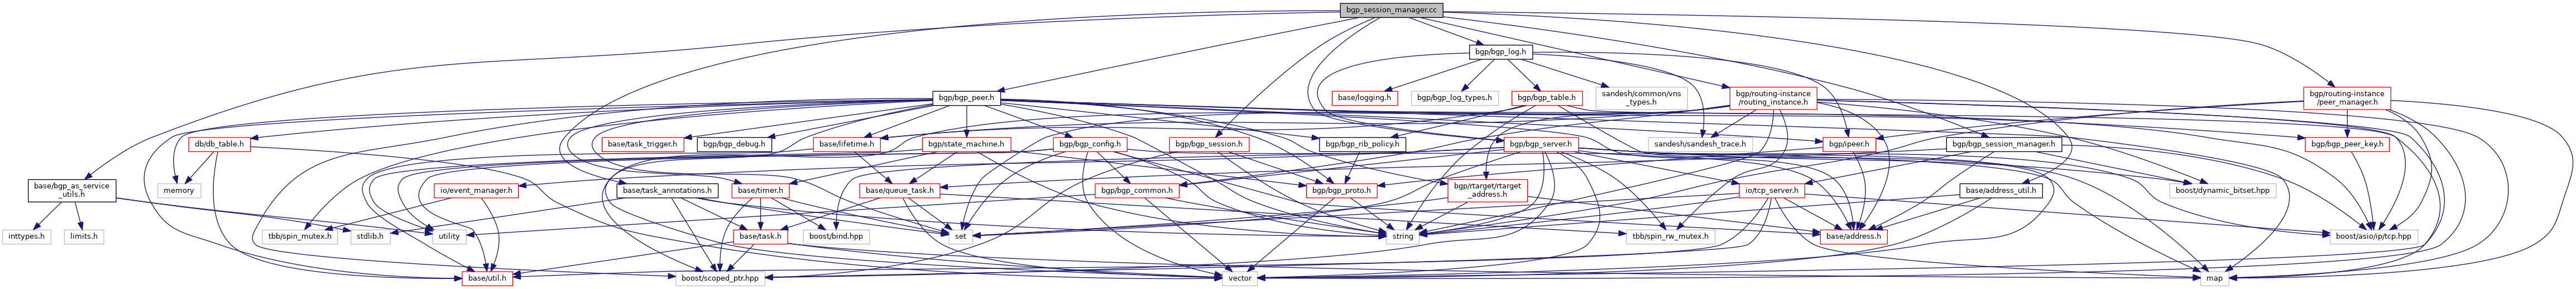 bgp_session_manager.cc
bgp/bgp_log.h
bgp/bgp_peer.h
base/logging.h
bgp/bgp_log_types.h
bgp/bgp_table.h
sandesh/common/vns
_types.h
bgp/routing-instance
/routing_instance.h
bgp/routing-instance
/peer_manager.h
db/db_table.h
base/task_trigger.h
bgp/bgp_debug.h
base/lifetime.h
bgp/state_machine.h
bgp/bgp_config.h
bgp/bgp_session.h
bgp/bgp_rib_policy.h
bgp/bgp_server.h
sandesh/sandesh_trace.h
bgp/ipeer.h
bgp/bgp_session_manager.h
bgp/bgp_peer_key.h
base/bgp_as_service
_utils.h
memory
io/event_manager.h
base/task_annotations.h
base/timer.h
base/queue_task.h
bgp/bgp_common.h
bgp/bgp_proto.h
bgp/rtarget/rtarget
_address.h
io/tcp_server.h
base/address_util.h
boost/dynamic_bitset.hpp
inttypes.h
limits.h
tbb/spin_mutex.h
stdlib.h
utility
base/task.h
boost/bind.hpp
set
string
tbb/spin_rw_mutex.h
base/address.h
boost/asio/ip/tcp.hpp
base/util.h
boost/scoped_ptr.hpp
vector
map